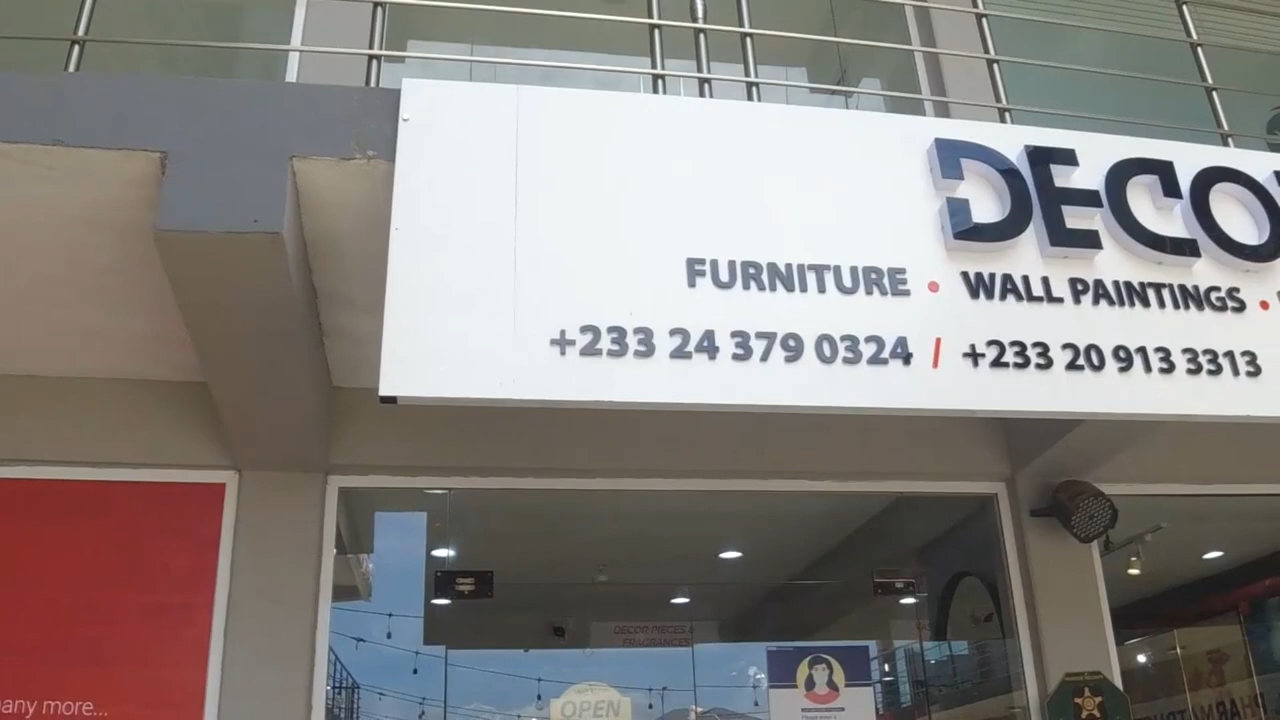 DECO
FURNITURE • WALL PAINTINGS •
+233 24 379 0324 / +233 20 913 3313
DECOR PIECES &
FRAGRANCES
OPEN
any more...